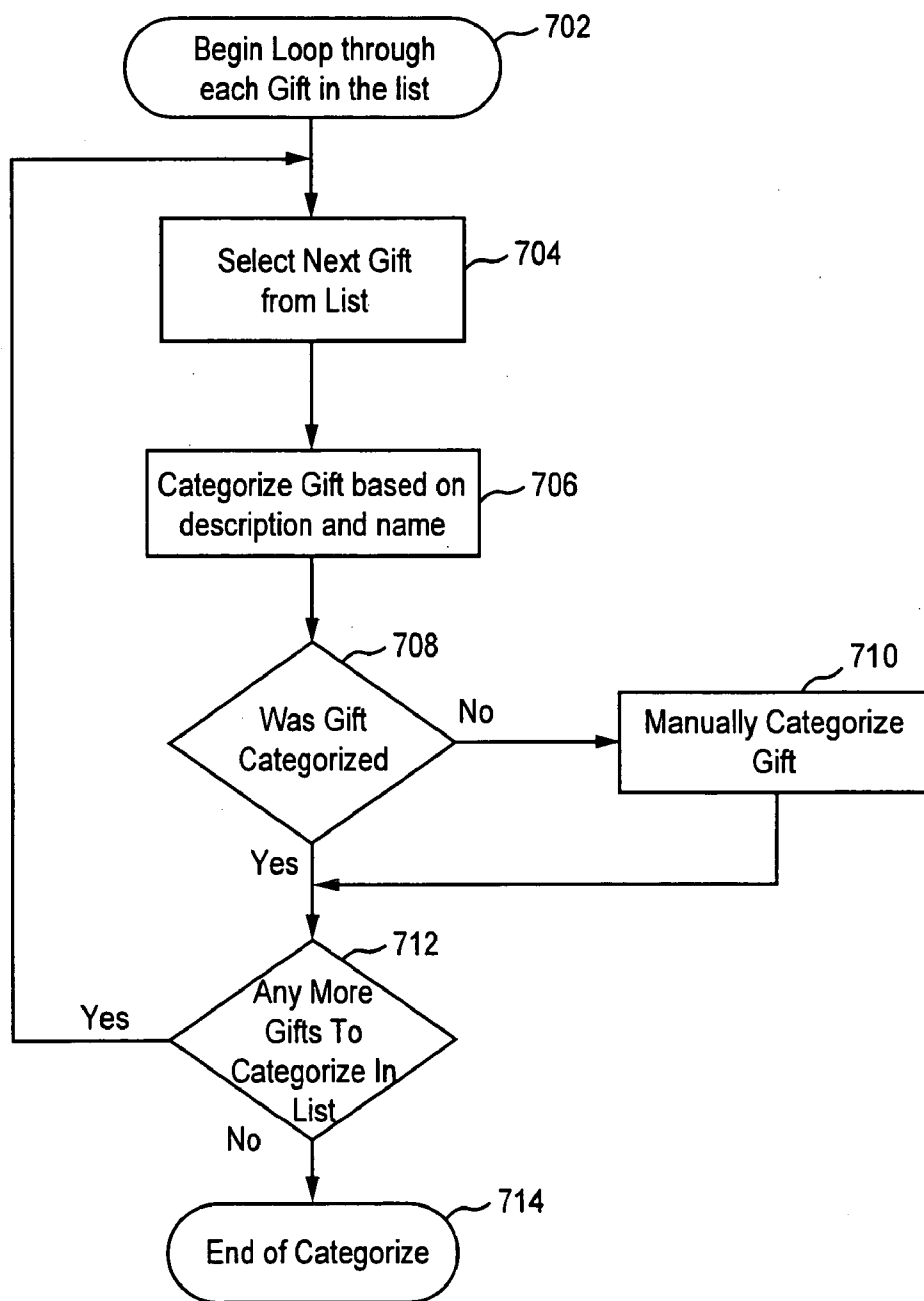 Begin Loop through
each Gift in the list
702
Select Next Gift
from List
704
Categorize Gift based on
description and name
706
708
Was Gift
Categorized
No
710
Manually Categorize
Gift
Yes
712
Any More
Gifts To
Categorize In
List
Yes
No
714
End of Categorize